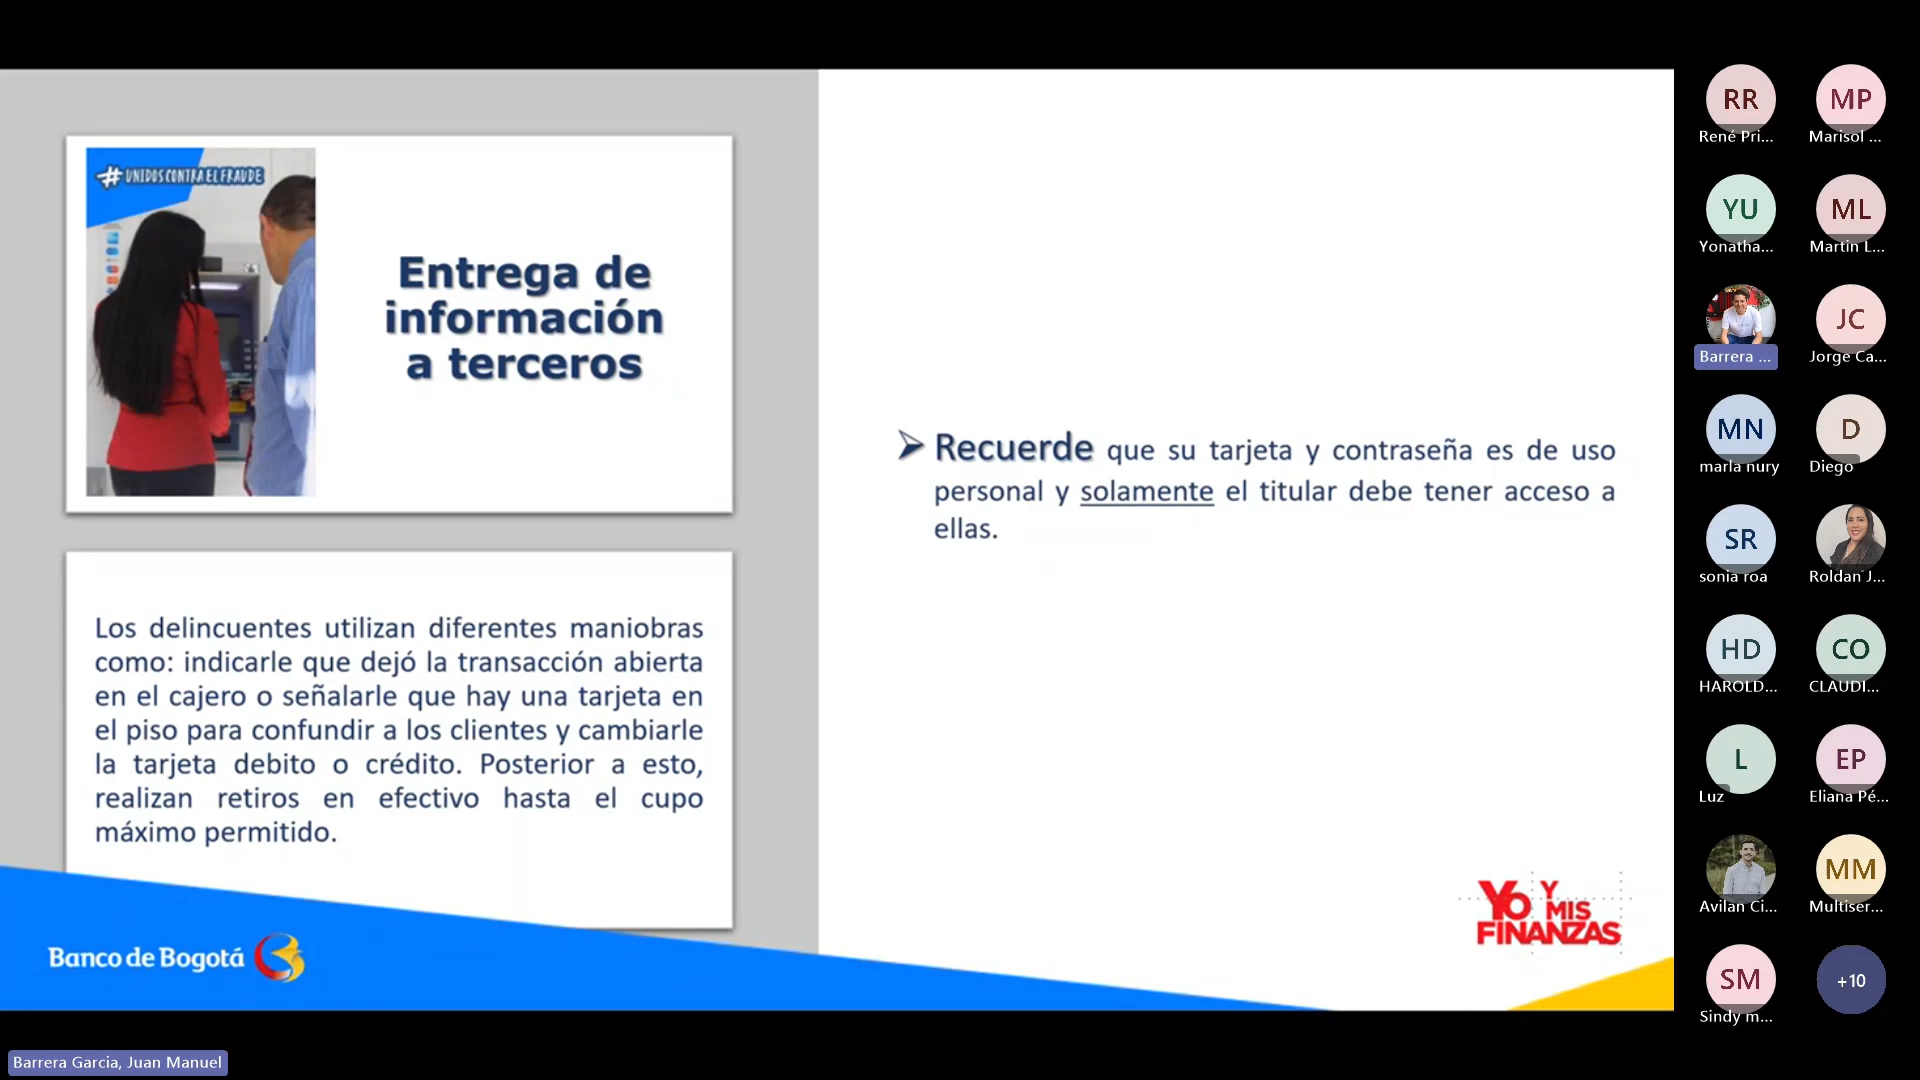 #UNIDOSCONTRAELFRAUDE
Entrega de
información
a terceros
Los delincuentes utilizan diferentes maniobras
como: indicarle que dejó la transacción abierta
en el cajero o señalarle que hay una tarjeta en
el piso para confundir a los clientes y cambiarle
la tarjeta debito o crédito. Posterior a esto,
realizan retiros en efectivo hasta el cupo
máximo permitido.
Banco de Bogotá
➢ Recuerde que su tarjeta y contraseña es de uso
personal y solamente el titular debe tener acceso a
ellas.
Yo Y
MIS
FINANZAS
RR
René Pri...
MP
Marisol ...
YU
Yonatha...
ML
Martin L...
Barrera ...
JC
Jorge Ca...
MN
marla nury
D
Diego
SR
sonia roa
Roldan J...
HD
HAROLD...
CO
CLAUDI...
L
Luz
EP
Eliana Pé...
Avilan Ci...
MM
Multiser...
SM
Sindy m...
+10
Barrera Garcia, Juan Manuel